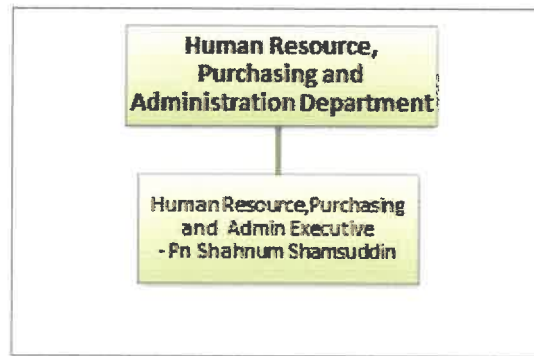 Human Resource,
Purchasing and
Administration Department
Human Resource,Purchasing
and Admin Executive
- Pn Shahnum Shamsuddin